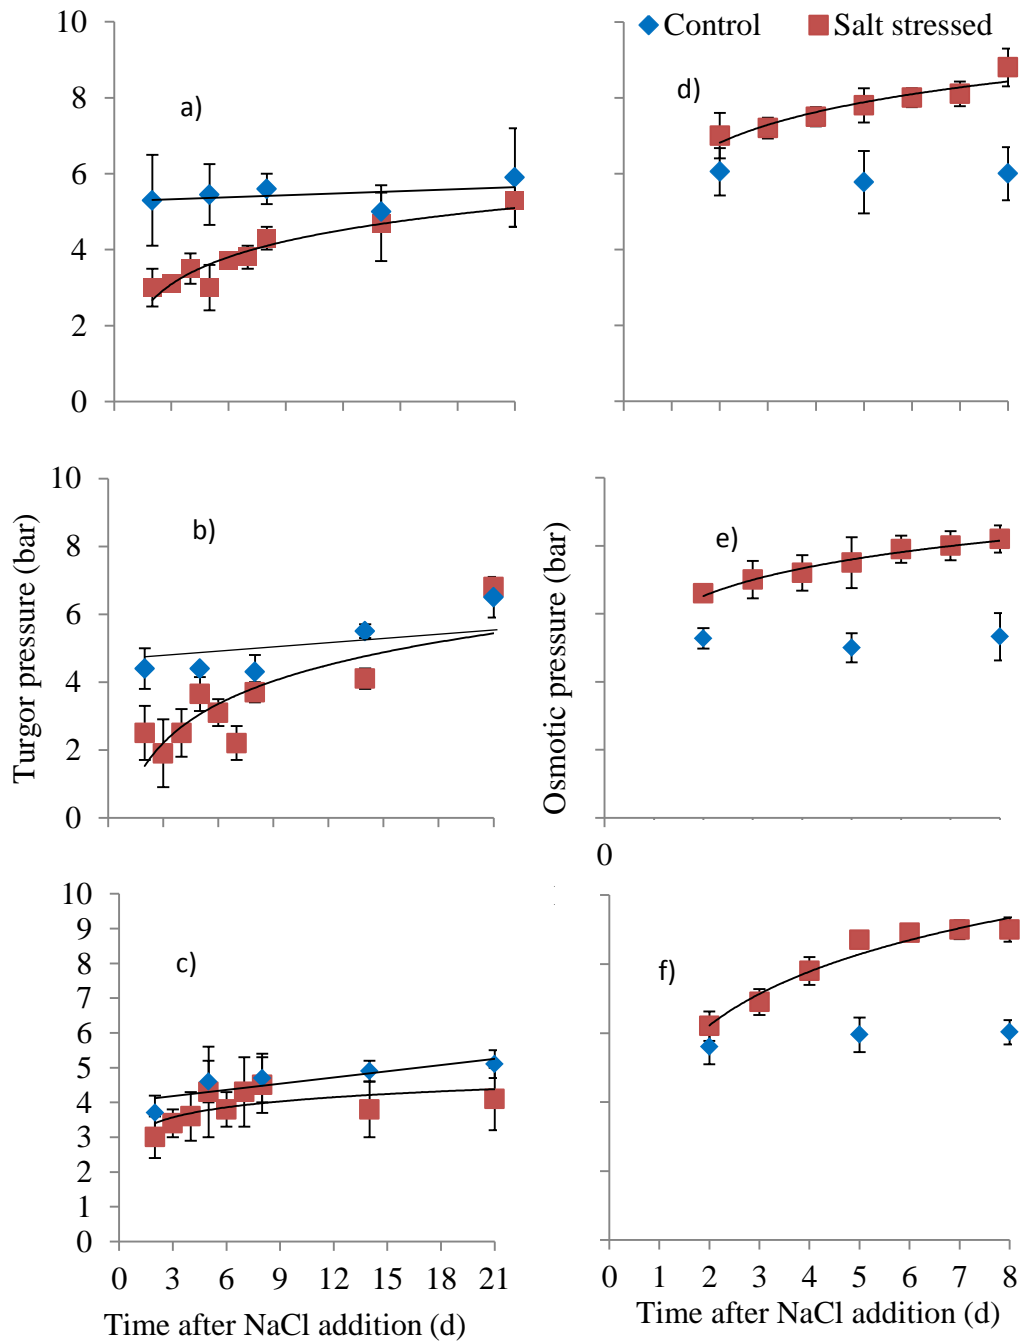 10
8
6
4
2
0
a)
Control
Salt stressed
d)
10
8
6
4
2
0
b)
Turgor pressure (bar)
e)
Osmotic pressure (bar)
0
10
9
8
7
6
5
4
3
2
1
0
c)
0 3 6 9 12 15 18 21
Time after NaCl addition (d)
f)
0 1 2 3 4 5 6 7 8
Time after NaCl addition (d)